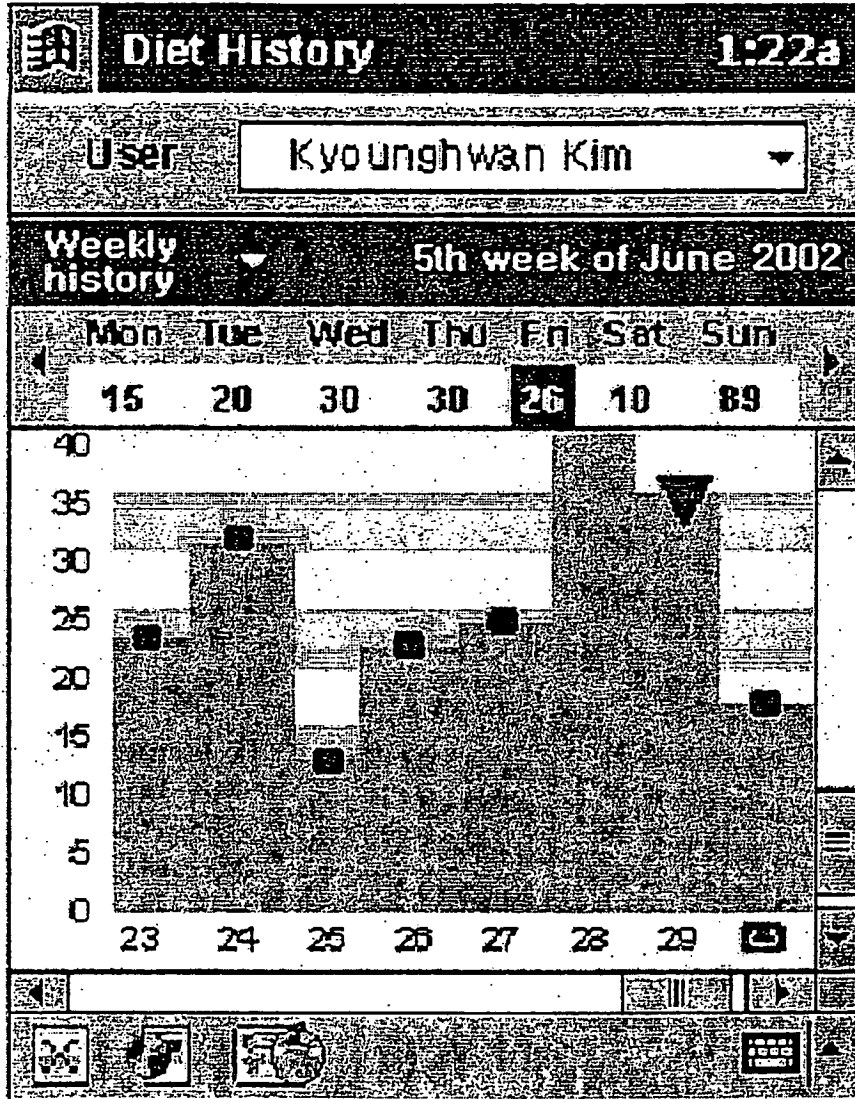 Diet History 1:22a
User Kyounghwan Kim
Weekly history 5th week of June 2002
Mon Tue Wed Thu Fri Sat Sun
15 20 30 30 26 10 89
40
35
30
25
20
15
10
5
0
23 24 25 26 27 28 29